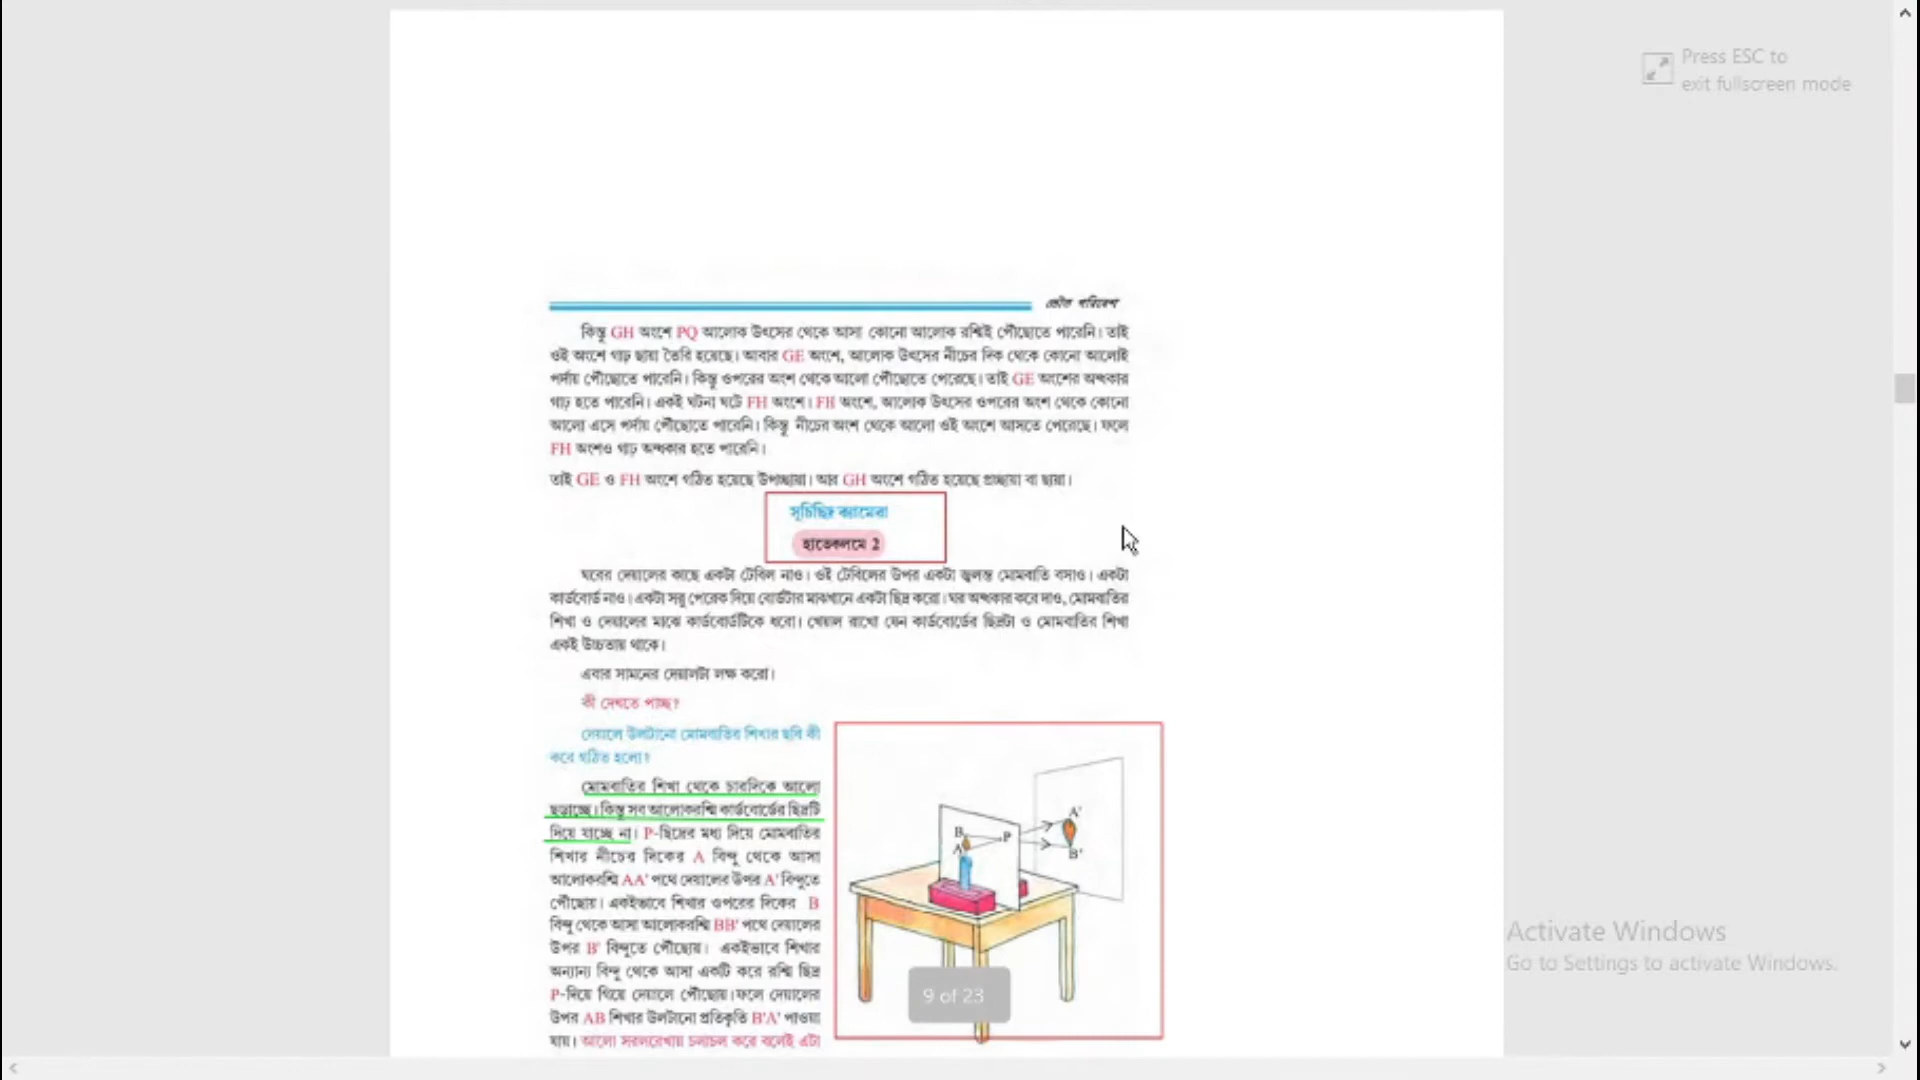 Press ESC to
exit fullscreen mode
ভৌত পরিবেশ
কিন্তু GH অংশে PQ আলোক উৎসের থেকে আসা কোনো আলোক রশ্মিই পৌঁছোতে পারেনি। তাই
ওই অংশে গাঢ় ছায়া তৈরি হয়েছে। আবার GE অংশে, আলোক উৎসের নীচের দিক থেকে কোনো আলোই
পর্দায় পৌঁছোতে পারেনি। কিন্তু ওপরের অংশ থেকে আলো পৌঁছোতে পেরেছে। তাই GE অংশের অন্ধকার
গাঢ় হতে পারেনি। একই ঘটনা ঘটে FH অংশে। FH অংশে, আলোক উৎসের ওপরের অংশ থেকে কোনো
আলো এসে পর্দায় পৌঁছোতে পারেনি। কিন্তু নীচের অংশ থেকে আলো ওই অংশে আসতে পেরেছে। ফলে
FH অংশও গাঢ় অন্ধকার হতে পারেনি।
তাই GE ও FH অংশে গঠিত হয়েছে উপচ্ছায়া। আর GH অংশে গঠিত হয়েছে প্রচ্ছায়া বা ছায়া।
সূচিছিদ্র ক্যামেরা
হাতেকলমে 2
ঘরের দেয়ালের কাছে একটা টেবিল নাও। ওই টেবিলের উপর একটা জ্বলন্ত মোমবাতি বসাও। একটা
কার্ডবোর্ড নাও। একটা সরু পেরেক দিয়ে বোর্ডটার মাঝখানে একটা ছিদ্র করো। ঘর অন্ধকার করে দাও, মোমবাতির
শিখা ও দেয়ালের মাঝে কার্ডবোর্ডটিকে ধরো। খেয়াল রাখো যেন কার্ডবোর্ডের ছিদ্রটা ও মোমবাতির শিখা
একই উচ্চতায় থাকে।
এবার সামনের দেয়ালটা লক্ষ করো।
কী দেখতে পাচ্ছ?
দেয়ালে উলটানো মোমবাতির শিখার ছবি কী
করে গঠিত হলো?
মোমবাতির শিখা থেকে চারদিকে আলো
ছড়াচ্ছে। কিন্তু সব আলোকরশ্মি কার্ডবোর্ডের ছিদ্রটি
দিয়ে যাচ্ছে না। P-ছিদ্রের মধ্য দিয়ে মোমবাতির
শিখার নীচের দিকের A বিন্দু থেকে আসা
আলোকরশ্মি AA' পথে দেয়ালের উপর A' বিন্দুতে
পৌঁছোয়। একইভাবে শিখার ওপরের দিকের B
বিন্দু থেকে আসা আলোকরশ্মি BB' পথে দেয়ালের
উপর B' বিন্দুতে পৌঁছোয়। একইভাবে শিখার
অন্যান্য বিন্দু থেকে আসা একটি করে রশ্মি ছিদ্র
P-দিয়ে গিয়ে দেয়ালে পৌঁছোয়। ফলে দেয়ালের
উপর AB শিখার উলটানো প্রতিকৃতি B'A' পাওয়া
যায়। আলো সরলরেখায় চলাচল করে বলেই এটা
A'
B
P
A
B'
9 of 23
Activate Windows
Go to Settings to activate Windows.